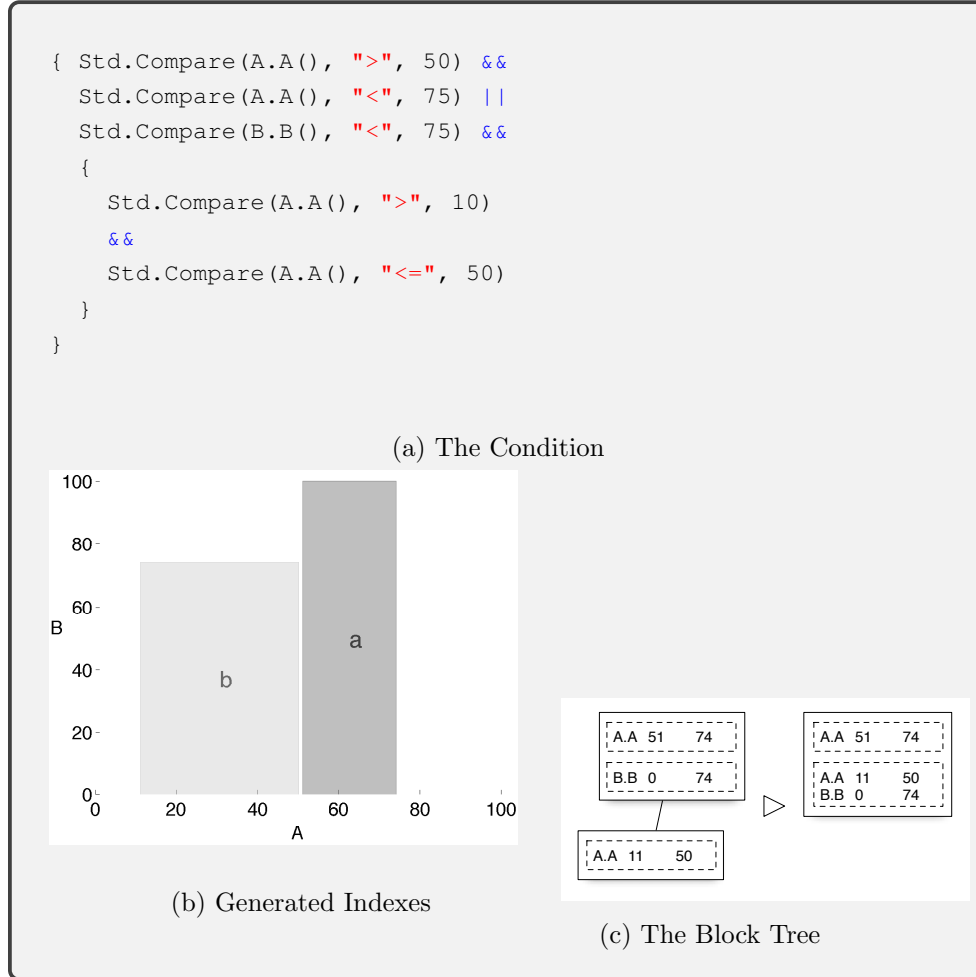 { Std.Compare(A.A(), ">", 50) &&
Std.Compare(A.A(), "<", 75) ||
Std.Compare(B.B(), "<", 75) &&
{
Std.Compare(A.A(), ">", 10)
&&
Std.Compare(A.A(), "<=", 50)
}
}
(a) The Condition
100
80
60
B
40
20
0
a
b
0 20 40 60 80 100
A
(b) Generated Indexes
A.A 51 74
B.B 0 74
A.A 11 50
A.A 51 74
A.A 11 50
B.B 0 74
(c) The Block Tree